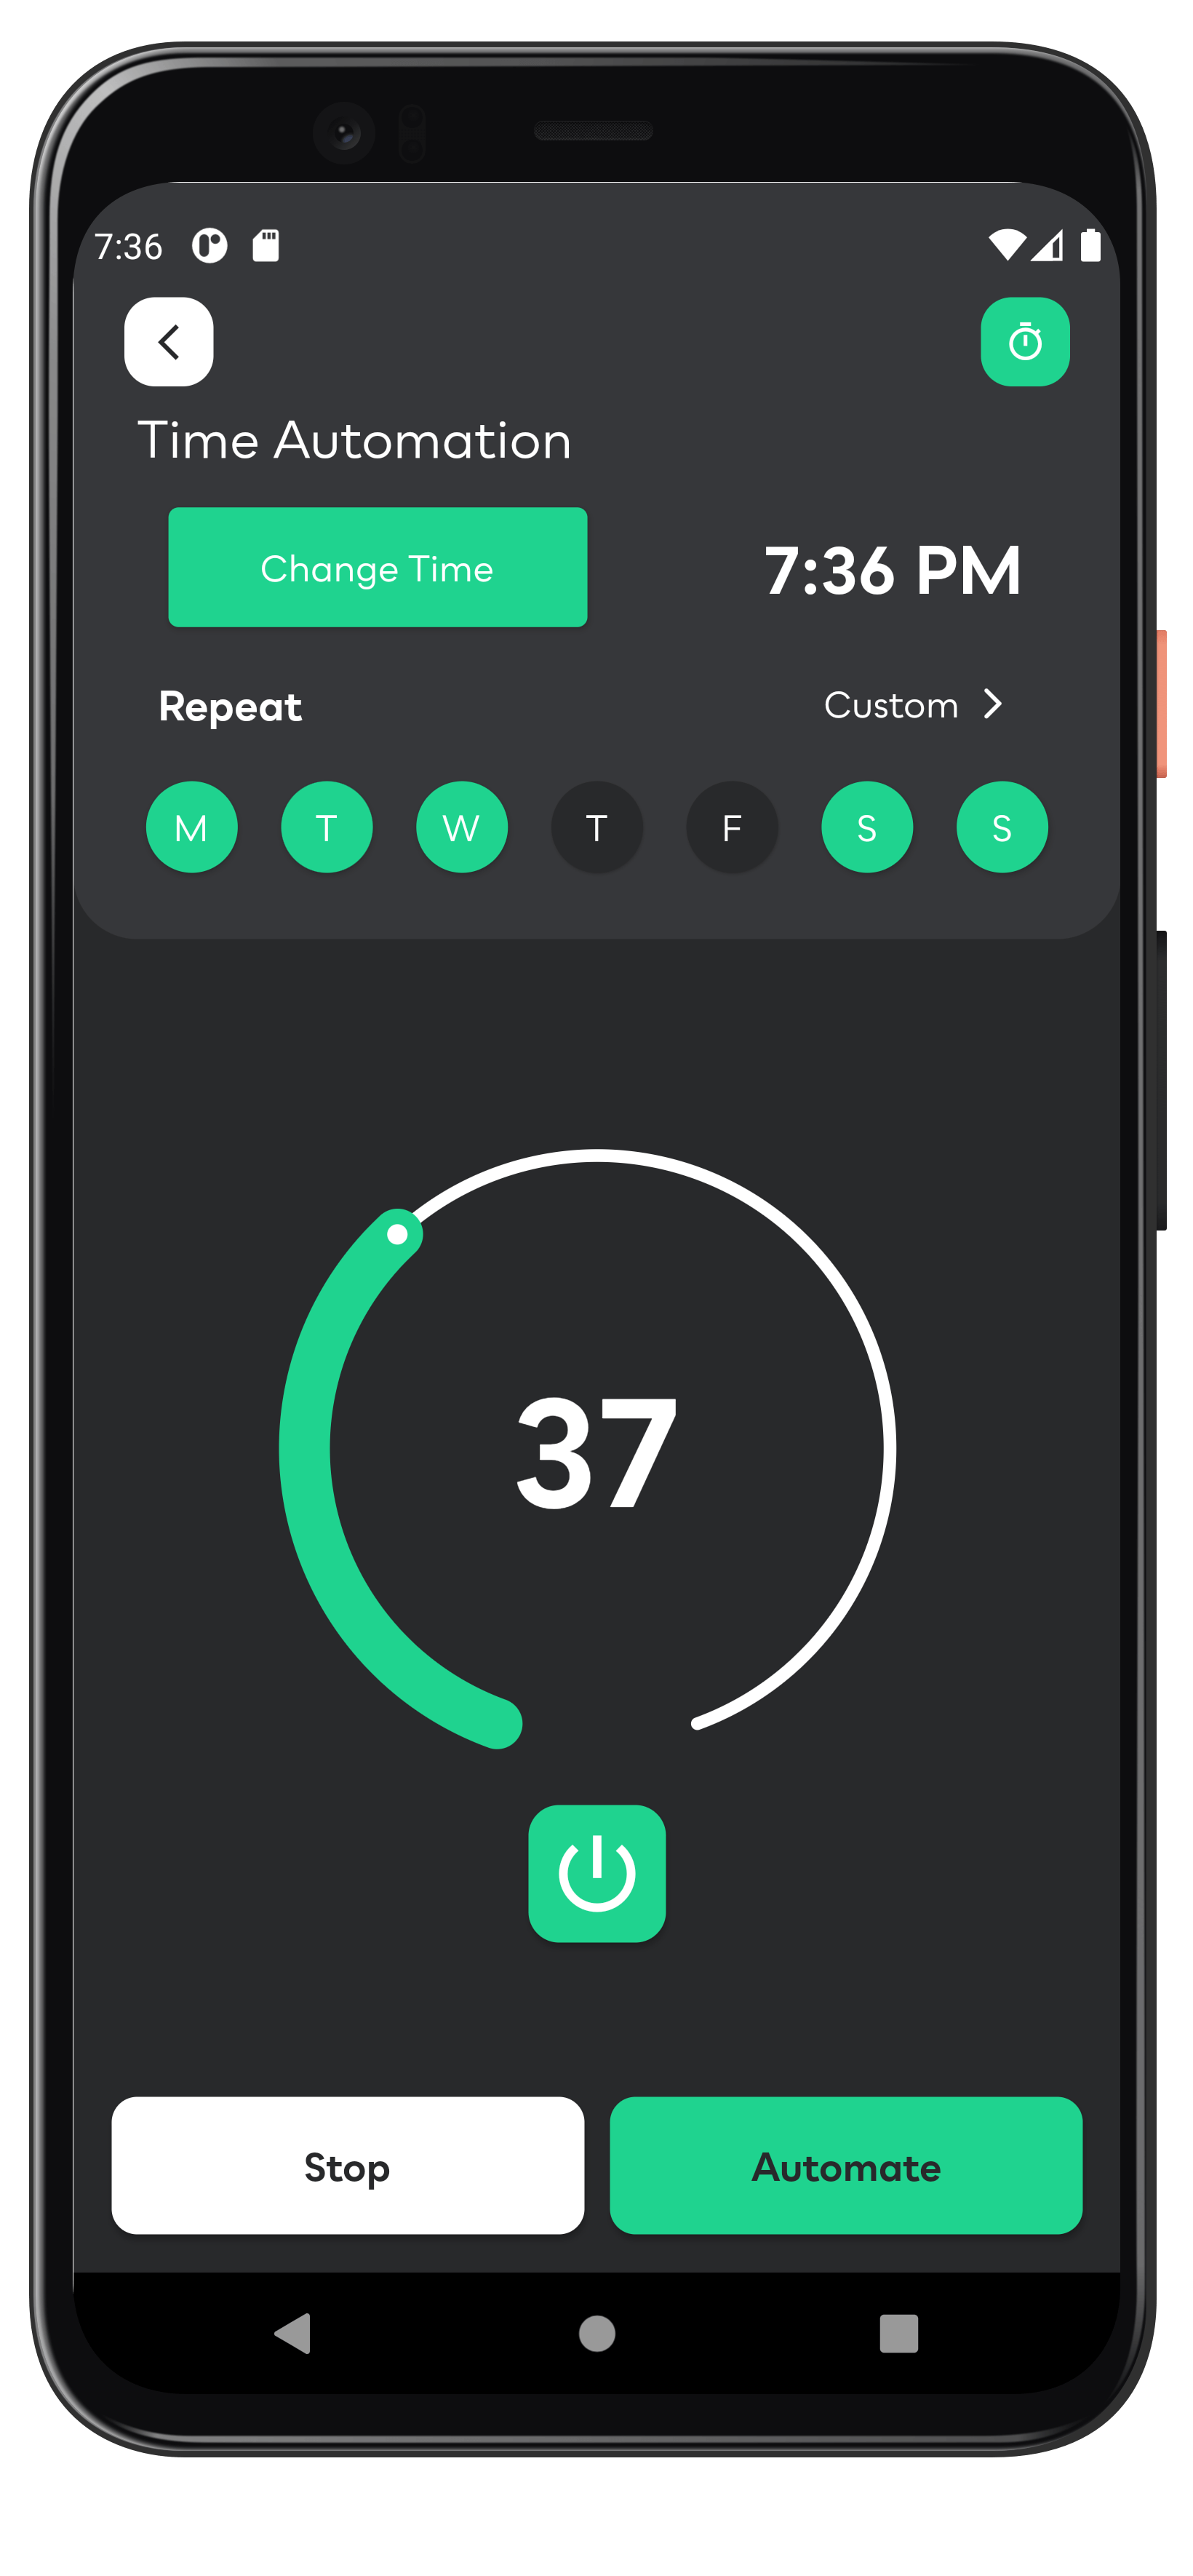 7:36
Time Automation
Change Time
7:36 PM
Repeat
Custom
M T W T F S S
37
Stop
Automate